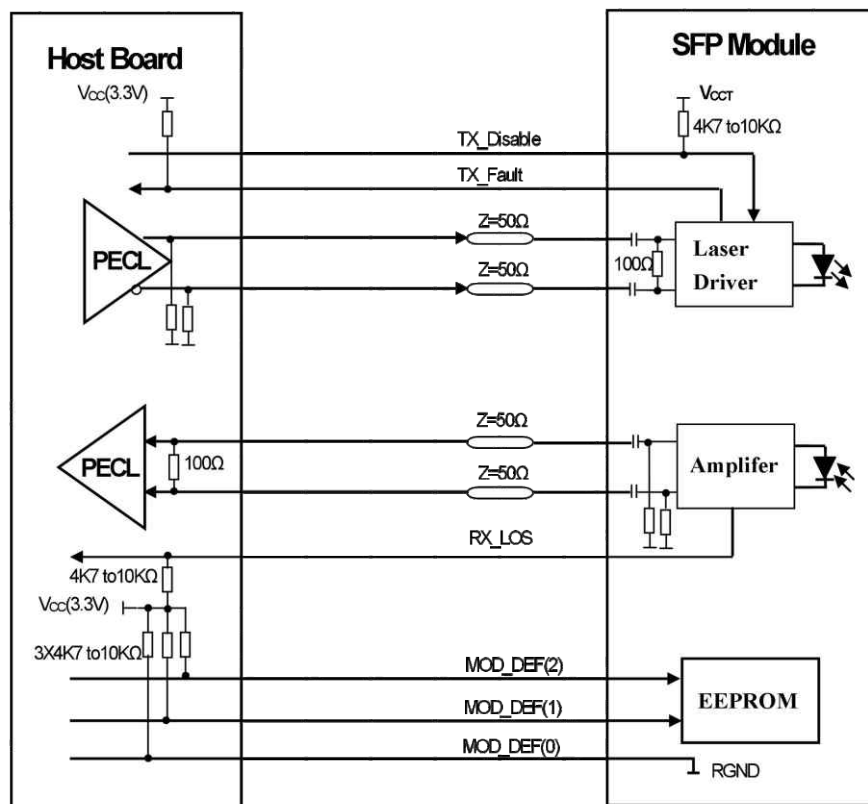 Host Board
SFP Module
VCC(3.3V)
VCCT
4K7 to10KΩ
TX_Disable
TX_Fault
PECL
Z=50Ω
Z=50Ω
100Ω
Laser
Driver
PECL
100Ω
Z=50Ω
Z=50Ω
Amplifer
RX_LOS
4K7 to10KΩ
VCC(3.3V)
3X4K7 to10KΩ
MOD_DEF(2)
MOD_DEF(1)
MOD_DEF(0)
EEPROM
RGND